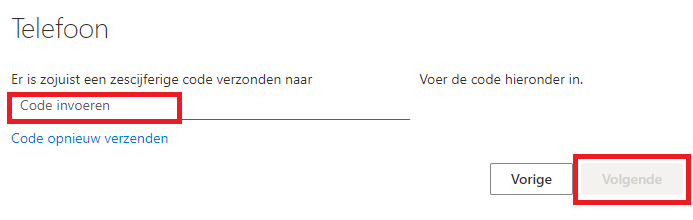 Telefoon
Er is zojuist een zescijferige code verzonden naar Voer de code hieronder in.
Code invoeren
Code opnieuw verzenden
Vorige Volgende